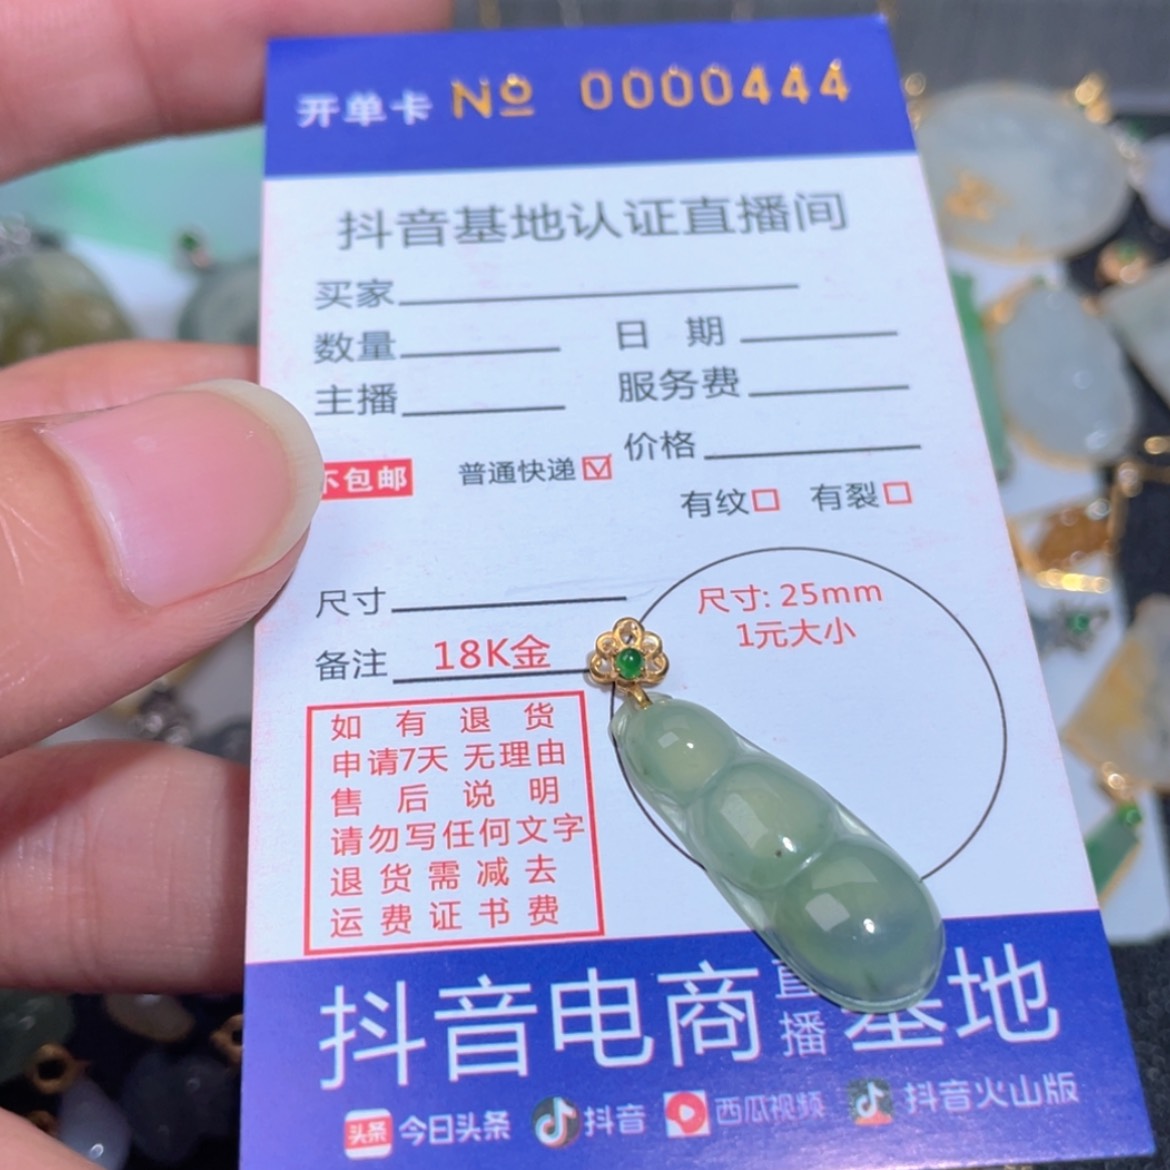 开单卡 № 0000444
抖音基地认证直播间
买家
数量 日期
主播 服务费
价格
不包邮 普通快递
有纹 有裂
尺寸
尺寸: 25mm
1元大小
备注 18K金
如有退货
申请7天无理由
售后说明
请勿写任何文字
退货需减去
运费证书费
抖音电商直播基地
头条 今日头条 抖音 西瓜视频 抖音火山版